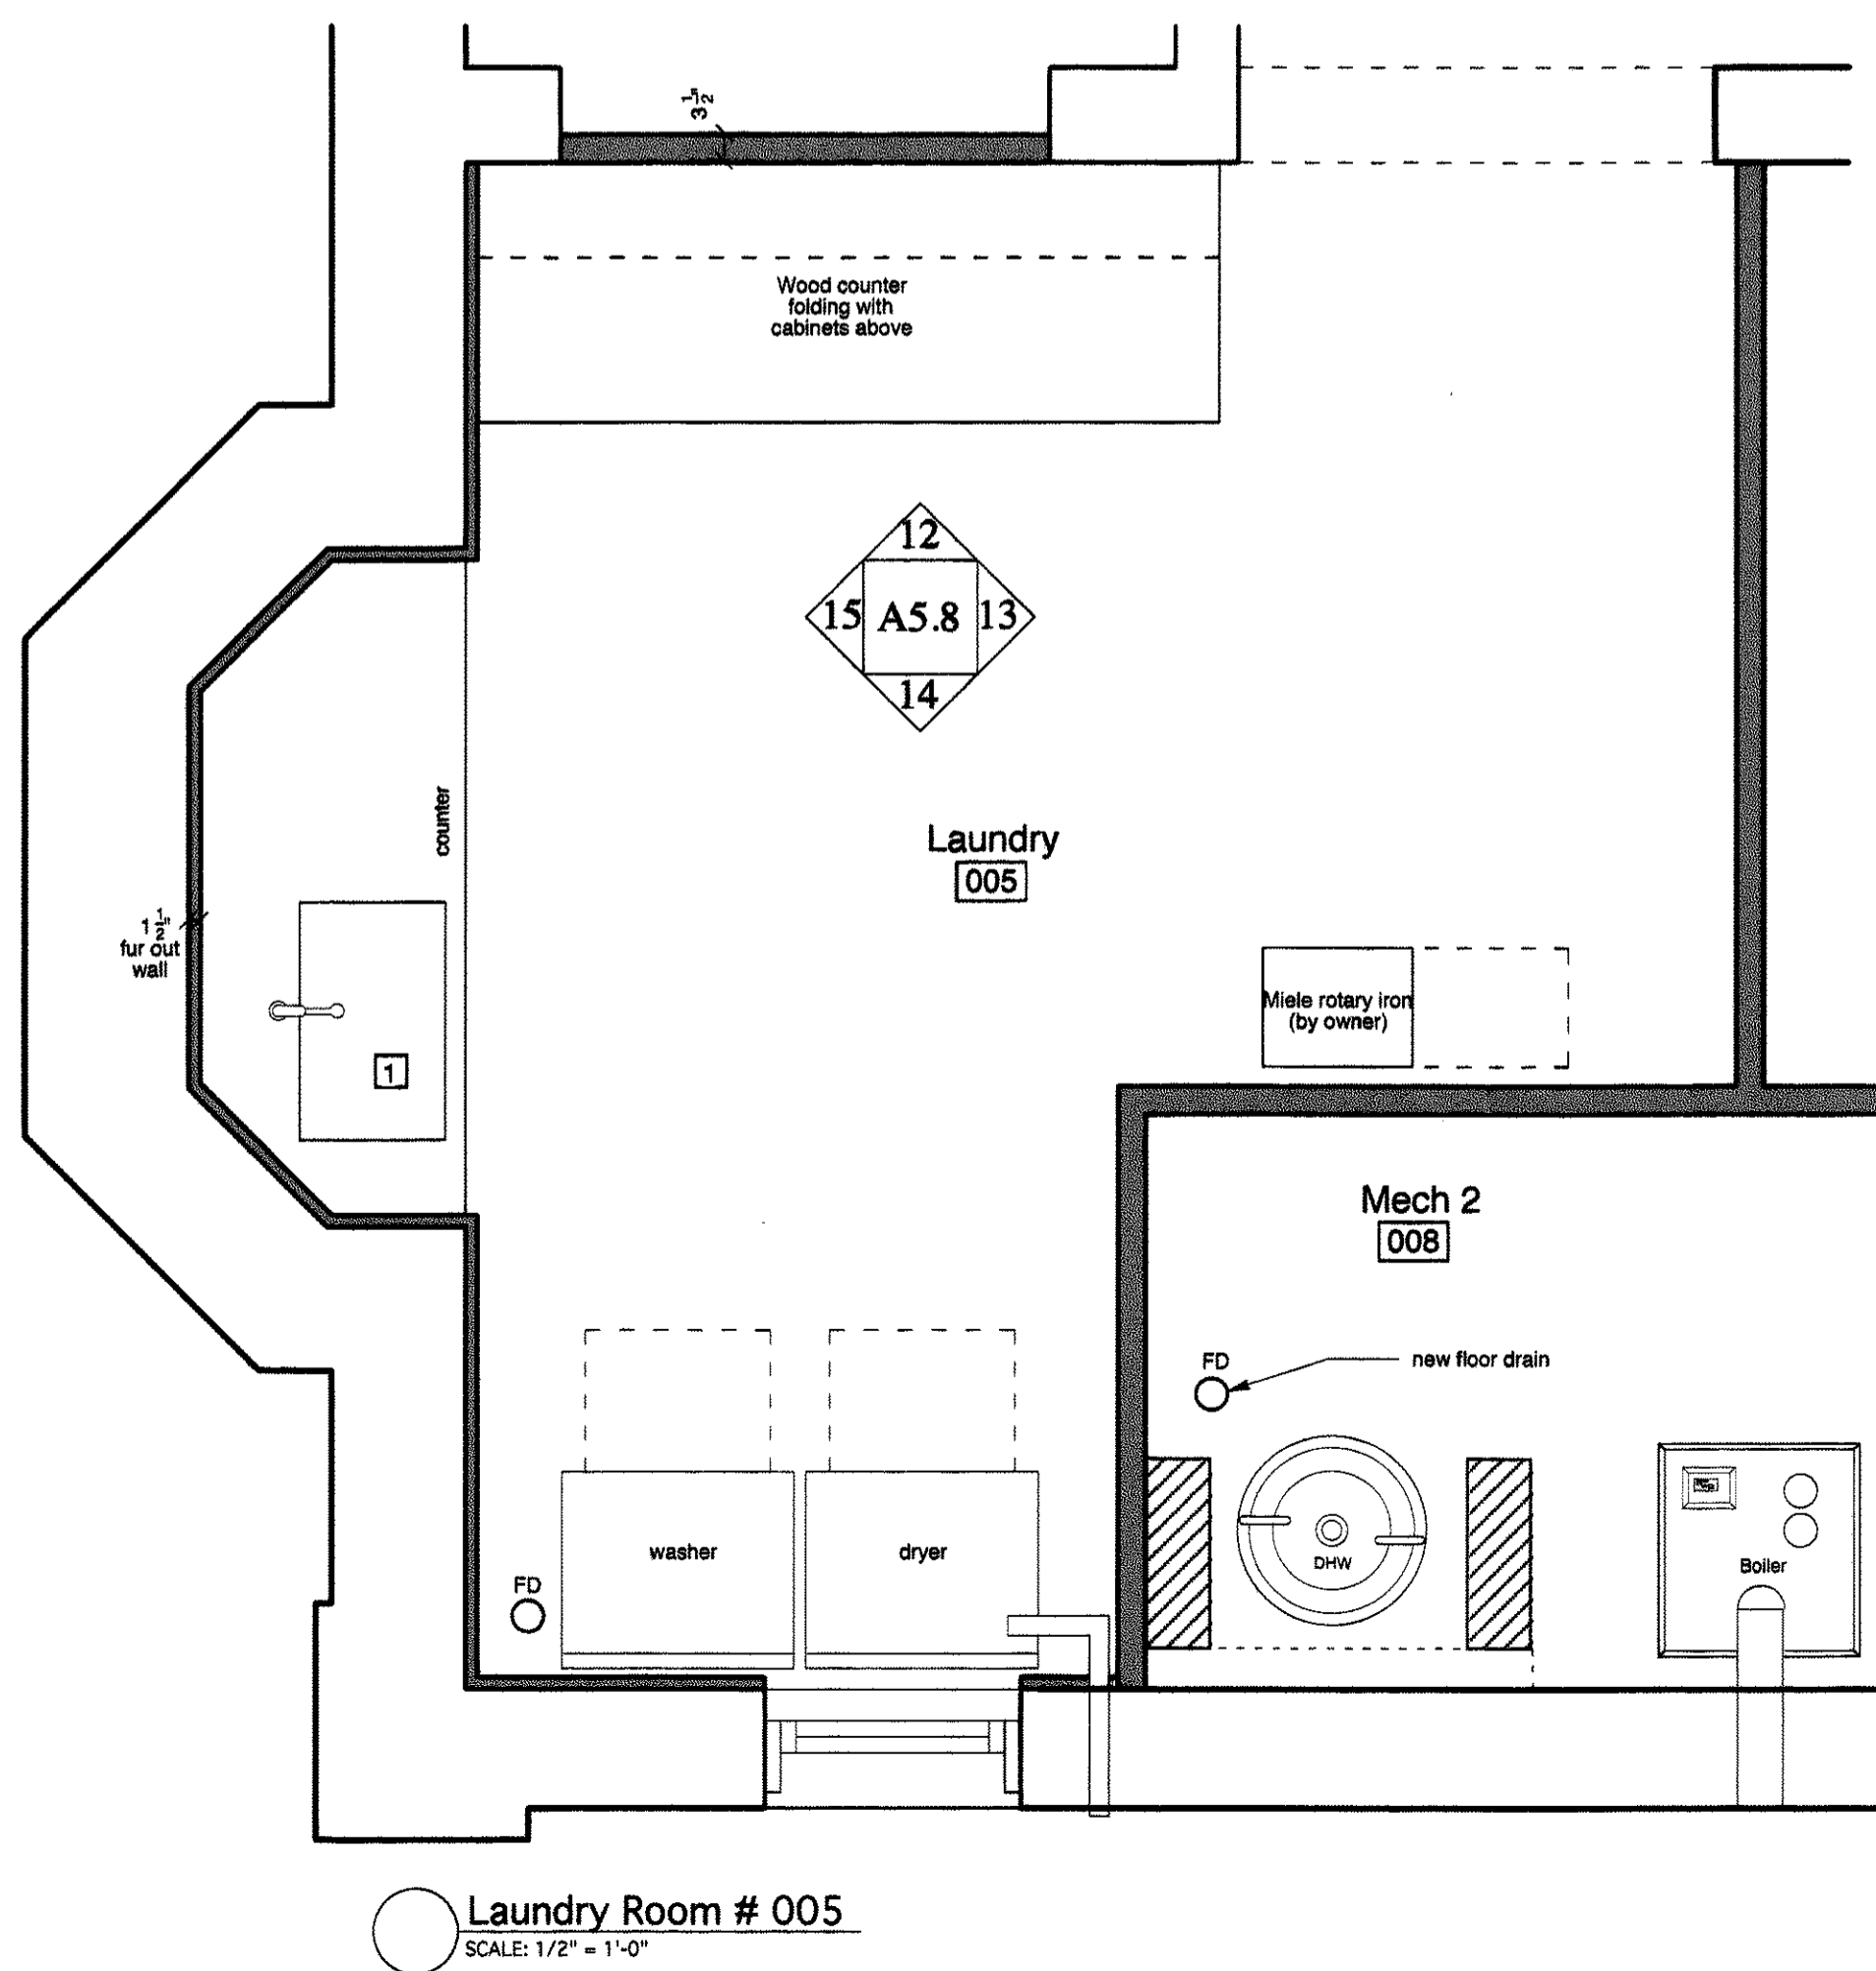 3 1/2"
Wood counter
folding with
cabinets above
12
15 A5.8 13
14
counter
Laundry
005
1 1/2"
fur out
wall
Miele rotary iron
(by owner)
1
Mech 2
008
FD
new floor drain
washer
dryer
DHW
Boiler
FD
Laundry Room # 005
SCALE: 1/2" = 1'-0"